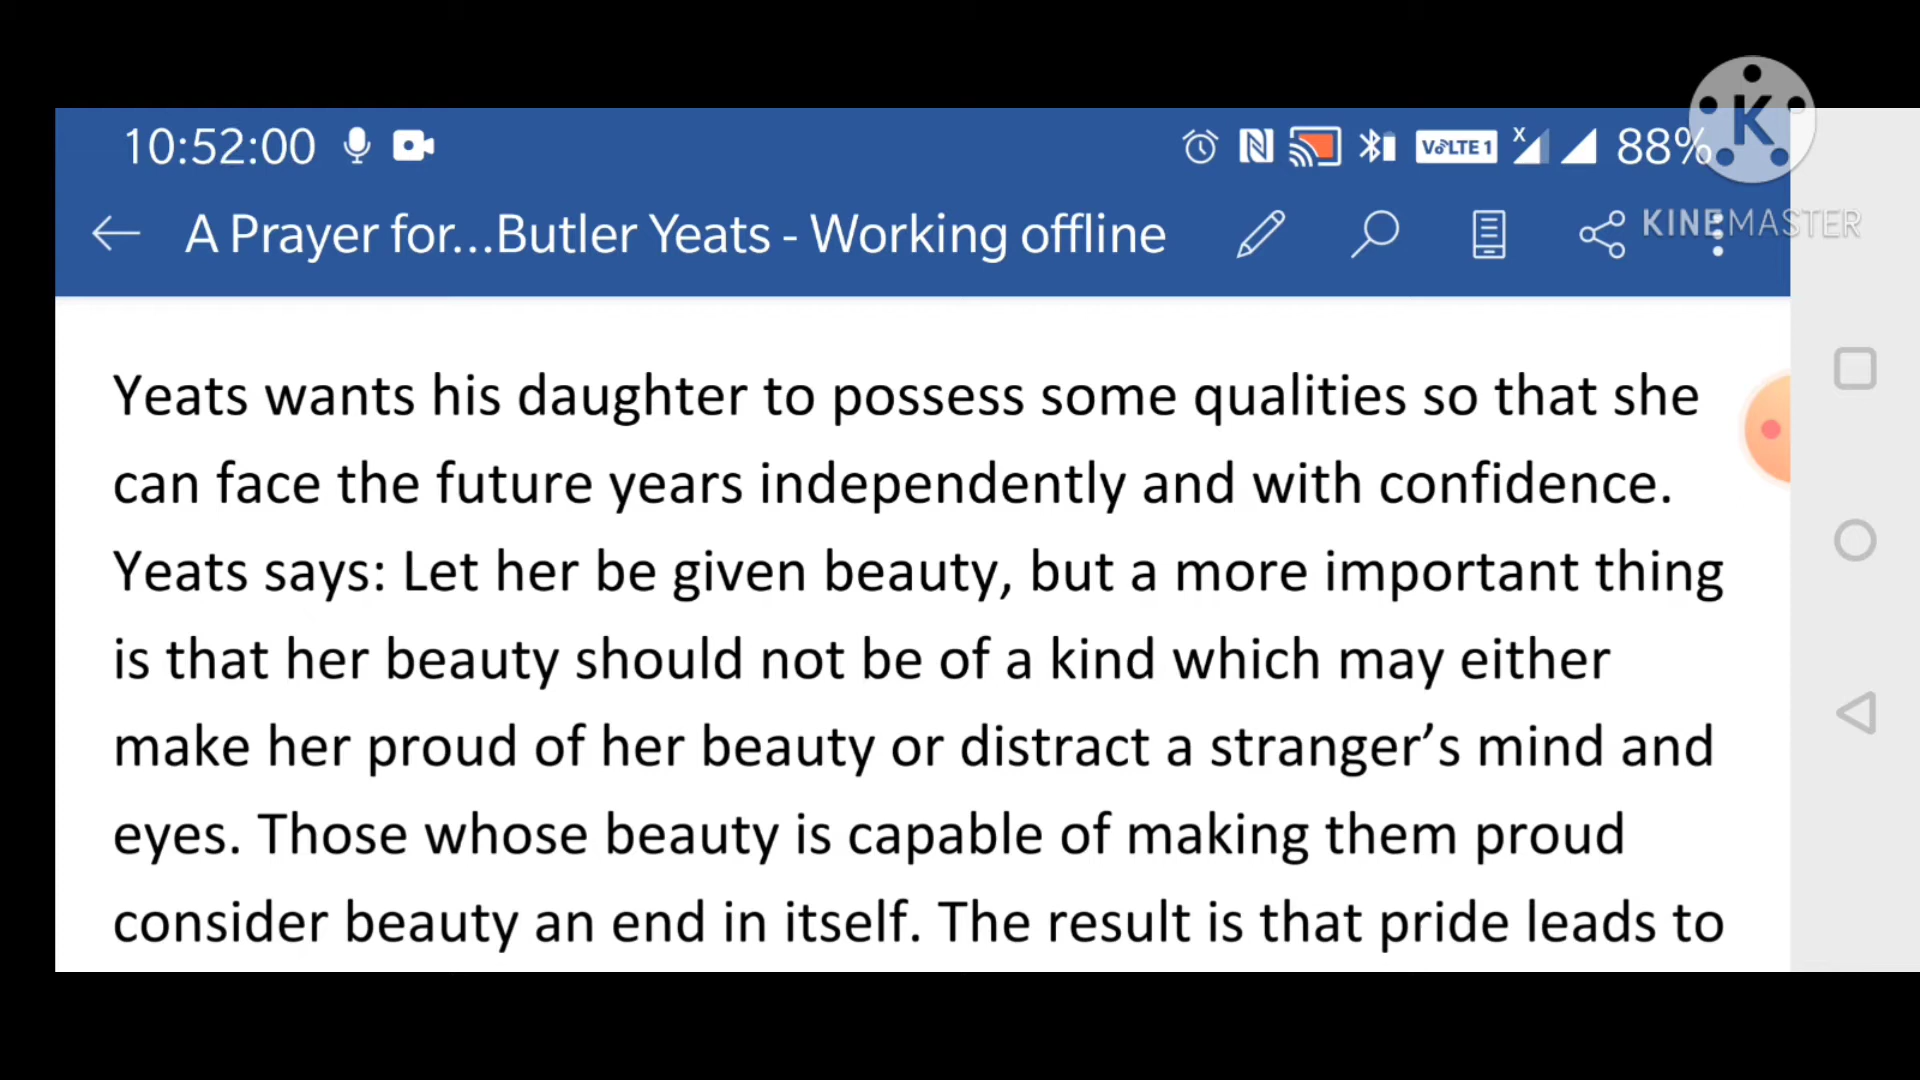 10:52:00 VoLTE 1 x 88%
K
A Prayer for...Butler Yeats - Working offline
KINEMASTER
Yeats wants his daughter to possess some qualities so that she
can face the future years independently and with confidence.
Yeats says: Let her be given beauty, but a more important thing
is that her beauty should not be of a kind which may either
make her proud of her beauty or distract a stranger’s mind and
eyes. Those whose beauty is capable of making them proud
consider beauty an end in itself. The result is that pride leads to